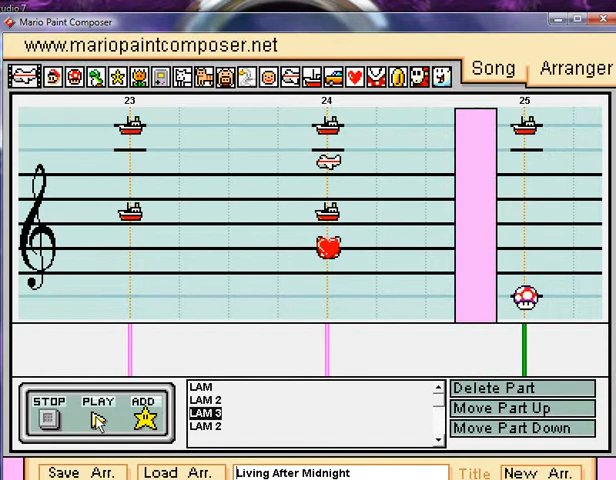 tudio 7
Mario Paint Composer
www.mariopaintcomposer.net
Song
Arranger
23 24 25
STOP PLAY ADD
LAM
LAM 2
LAM 3
LAM 2
Delete Part
Move Part Up
Move Part Down
Save Arr.
Load Arr.
Living After Midnight
Title
New Arr.